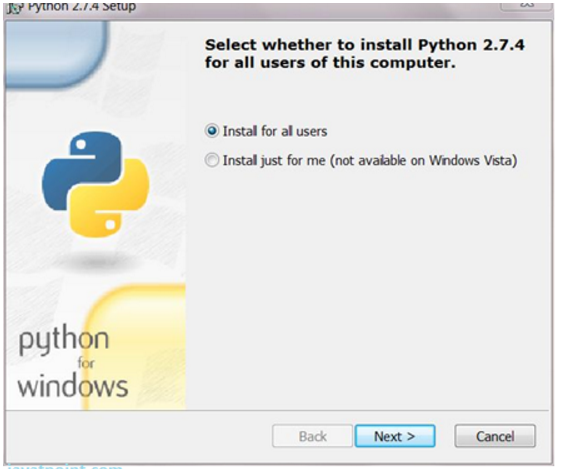 Python 2.7.4 Setup
Select whether to install Python 2.7.4
for all users of this computer.
Install for all users
Install just for me (not available on Windows Vista)
python
for
windows
Back
Next >
Cancel